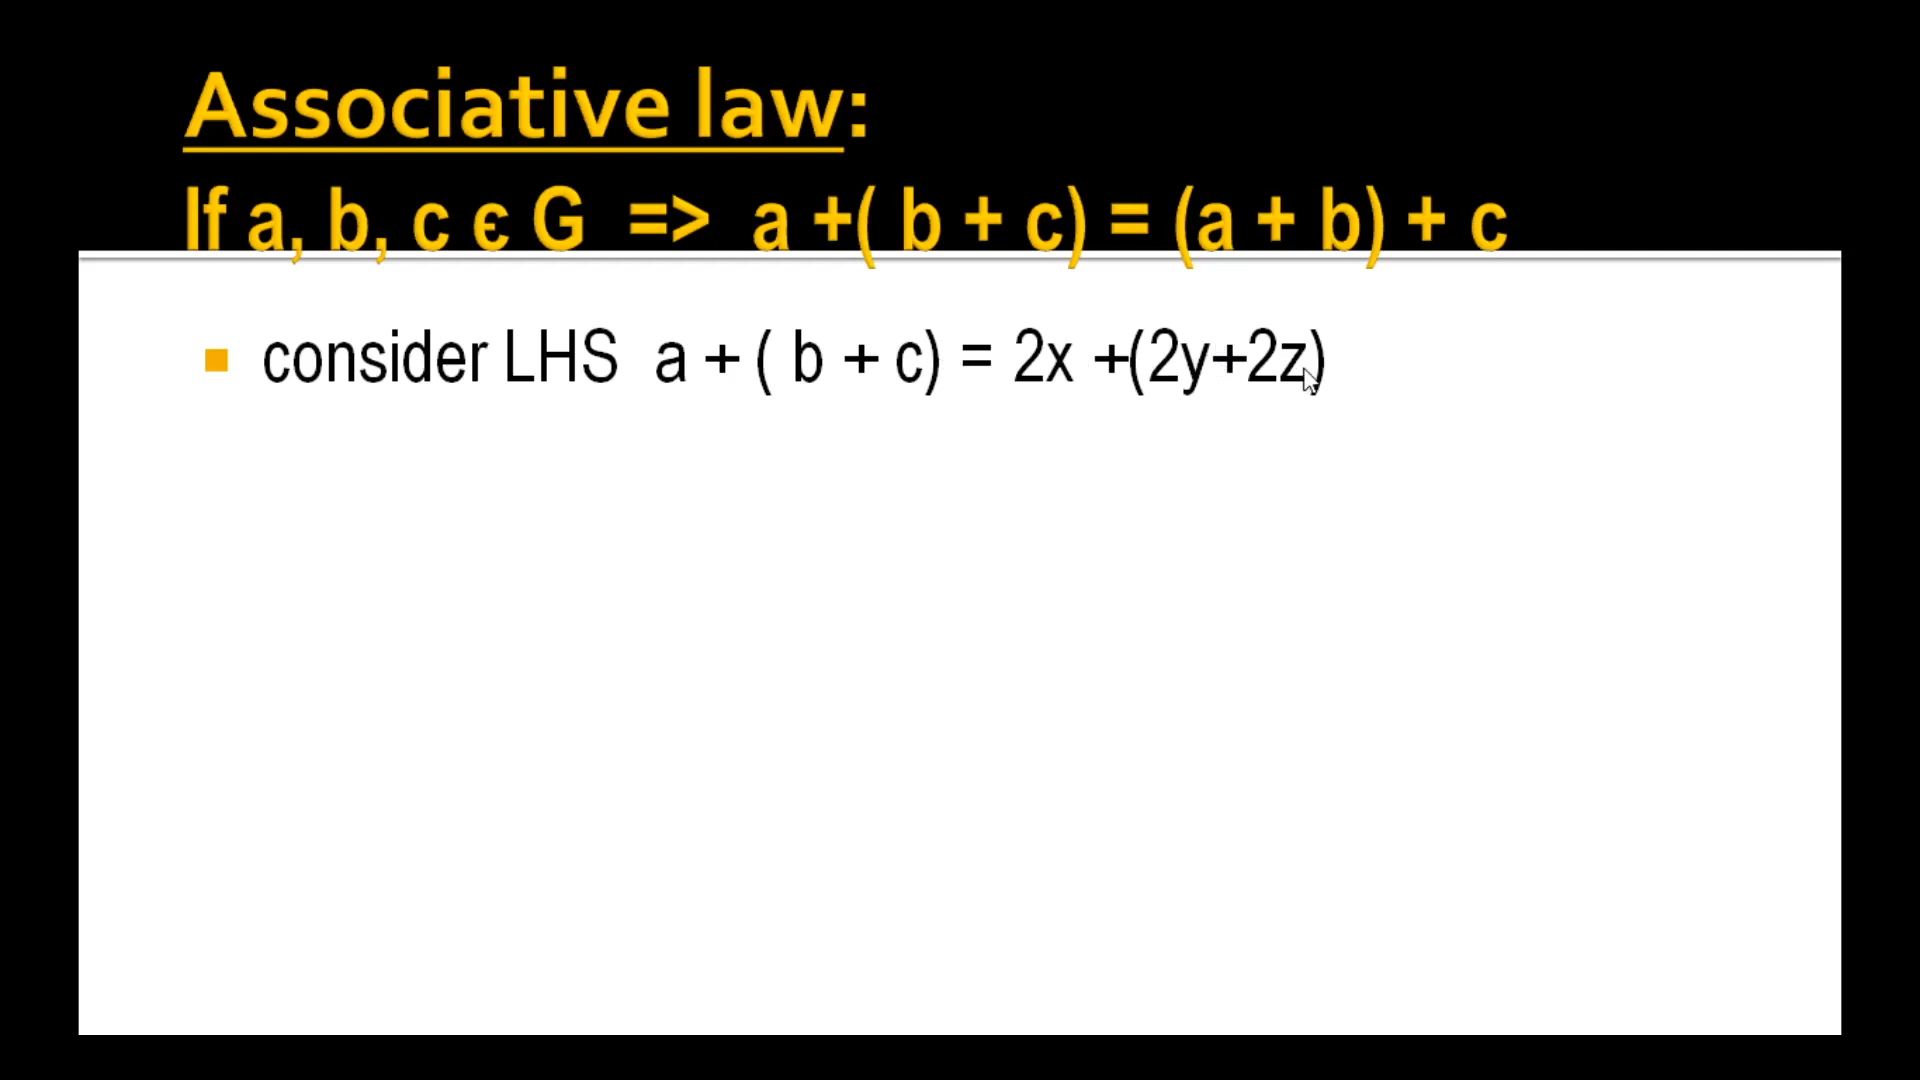 Associative law:
If a, b, c є G => a +( b + c) = (a + b) + c
consider LHS a + ( b + c) = 2x +(2y+2z)